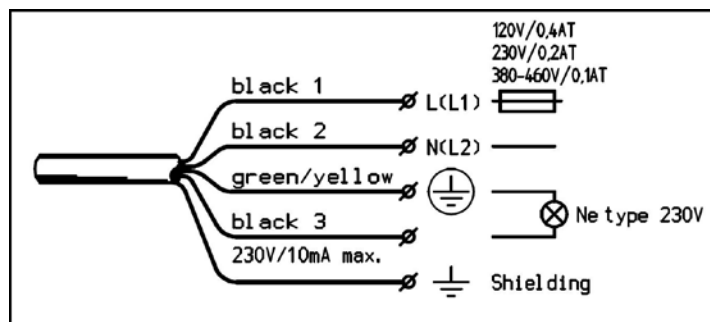 120V/0,4AT
230V/0,2AT
380-460V/0,1AT
black 1
L(L1)
black 2
N(L2)
green/yellow
black 3
Ne type 230V
230V/10mA max.
Shielding